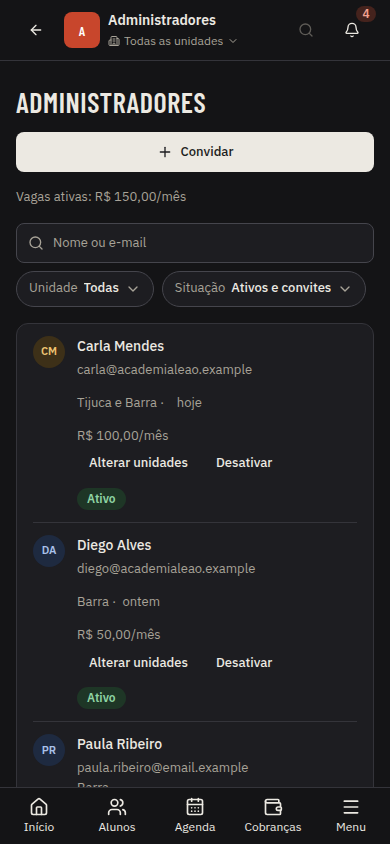 A
Administradores
Todas as unidades
4
ADMINISTRADORES
Convidar
Vagas ativas: R$ 150,00/mês
Nome ou e-mail
Unidade Todas
Situação Ativos e convites
CM
Carla Mendes
carla@academialeao.example
Tijuca e Barra · hoje
R$ 100,00/mês
Alterar unidades Desativar
Ativo
DA
Diego Alves
diego@academialeao.example
Barra · ontem
R$ 50,00/mês
Alterar unidades Desativar
Ativo
PR
Paula Ribeiro
paula.ribeiro@email.example
Barra
Início Alunos Agenda Cobranças Menu